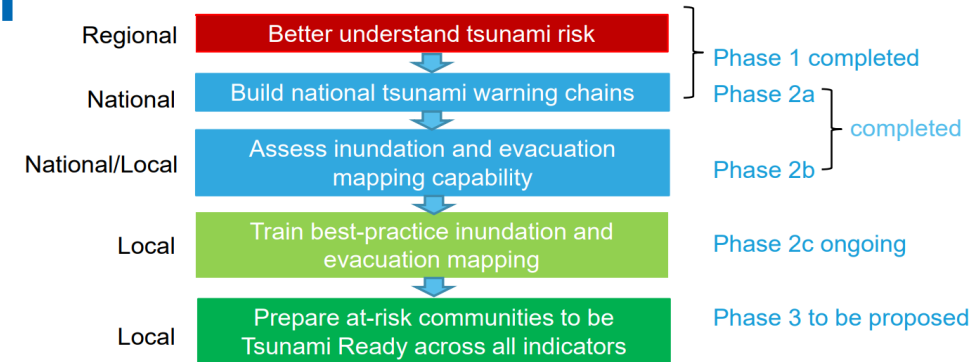 Regional
Better understand tsunami risk
Phase 1 completed
National
Build national tsunami warning chains
Phase 2a
completed
National/Local
Assess inundation and evacuation
mapping capability
Phase 2b
Local
Train best-practice inundation and
evacuation mapping
Phase 2c ongoing
Local
Prepare at-risk communities to be
Tsunami Ready across all indicators
Phase 3 to be proposed